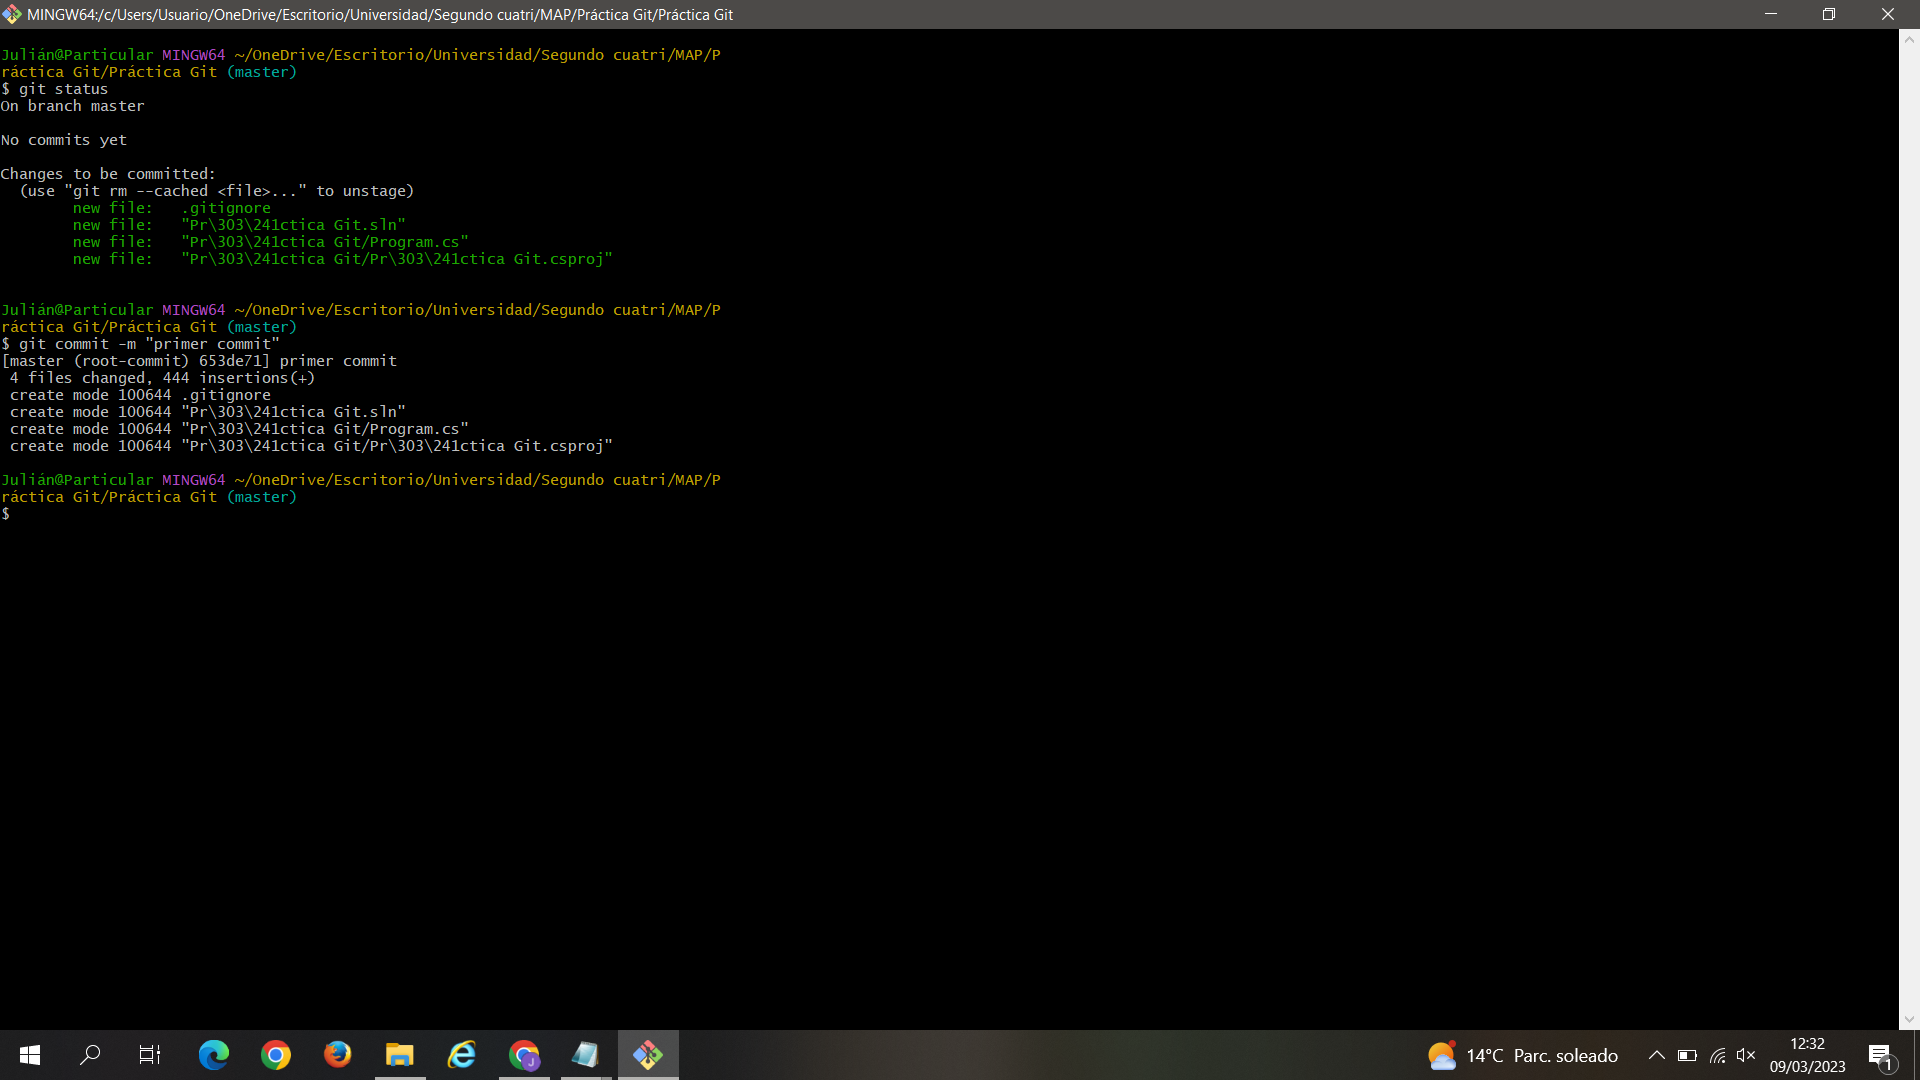 MINGW64:/c/Users/Usuario/OneDrive/Escritorio/Universidad/Segundo cuatri/MAP/Práctica Git/Práctica Git
Julián@Particular MINGW64 ~/OneDrive/Escritorio/Universidad/Segundo cuatri/MAP/P
ráctica Git/Práctica Git (master)
$ git status
On branch master
No commits yet
Changes to be committed:
  (use "git rm --cached <file>..." to unstage)
        new file:   .gitignore
        new file:   "Pr\303\241ctica Git.sln"
        new file:   "Pr\303\241ctica Git/Program.cs"
        new file:   "Pr\303\241ctica Git/Pr\303\241ctica Git.csproj"
Julián@Particular MINGW64 ~/OneDrive/Escritorio/Universidad/Segundo cuatri/MAP/P
ráctica Git/Práctica Git (master)
$ git commit -m "primer commit"
[master (root-commit) 653de71] primer commit
 4 files changed, 444 insertions(+)
 create mode 100644 .gitignore
 create mode 100644 "Pr\303\241ctica Git.sln"
 create mode 100644 "Pr\303\241ctica Git/Program.cs"
 create mode 100644 "Pr\303\241ctica Git/Pr\303\241ctica Git.csproj"
Julián@Particular MINGW64 ~/OneDrive/Escritorio/Universidad/Segundo cuatri/MAP/P
ráctica Git/Práctica Git (master)
$
J
14°C Parc. soleado
12:32
09/03/2023
1